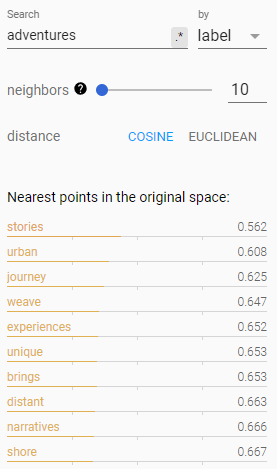 Search by
adventures .* label
neighbors ? 10
distance COSINE EUCLIDEAN
Nearest points in the original space:
stories 0.562
urban 0.608
journey 0.625
weave 0.647
experiences 0.652
unique 0.653
brings 0.653
distant 0.663
narratives 0.666
shore 0.667